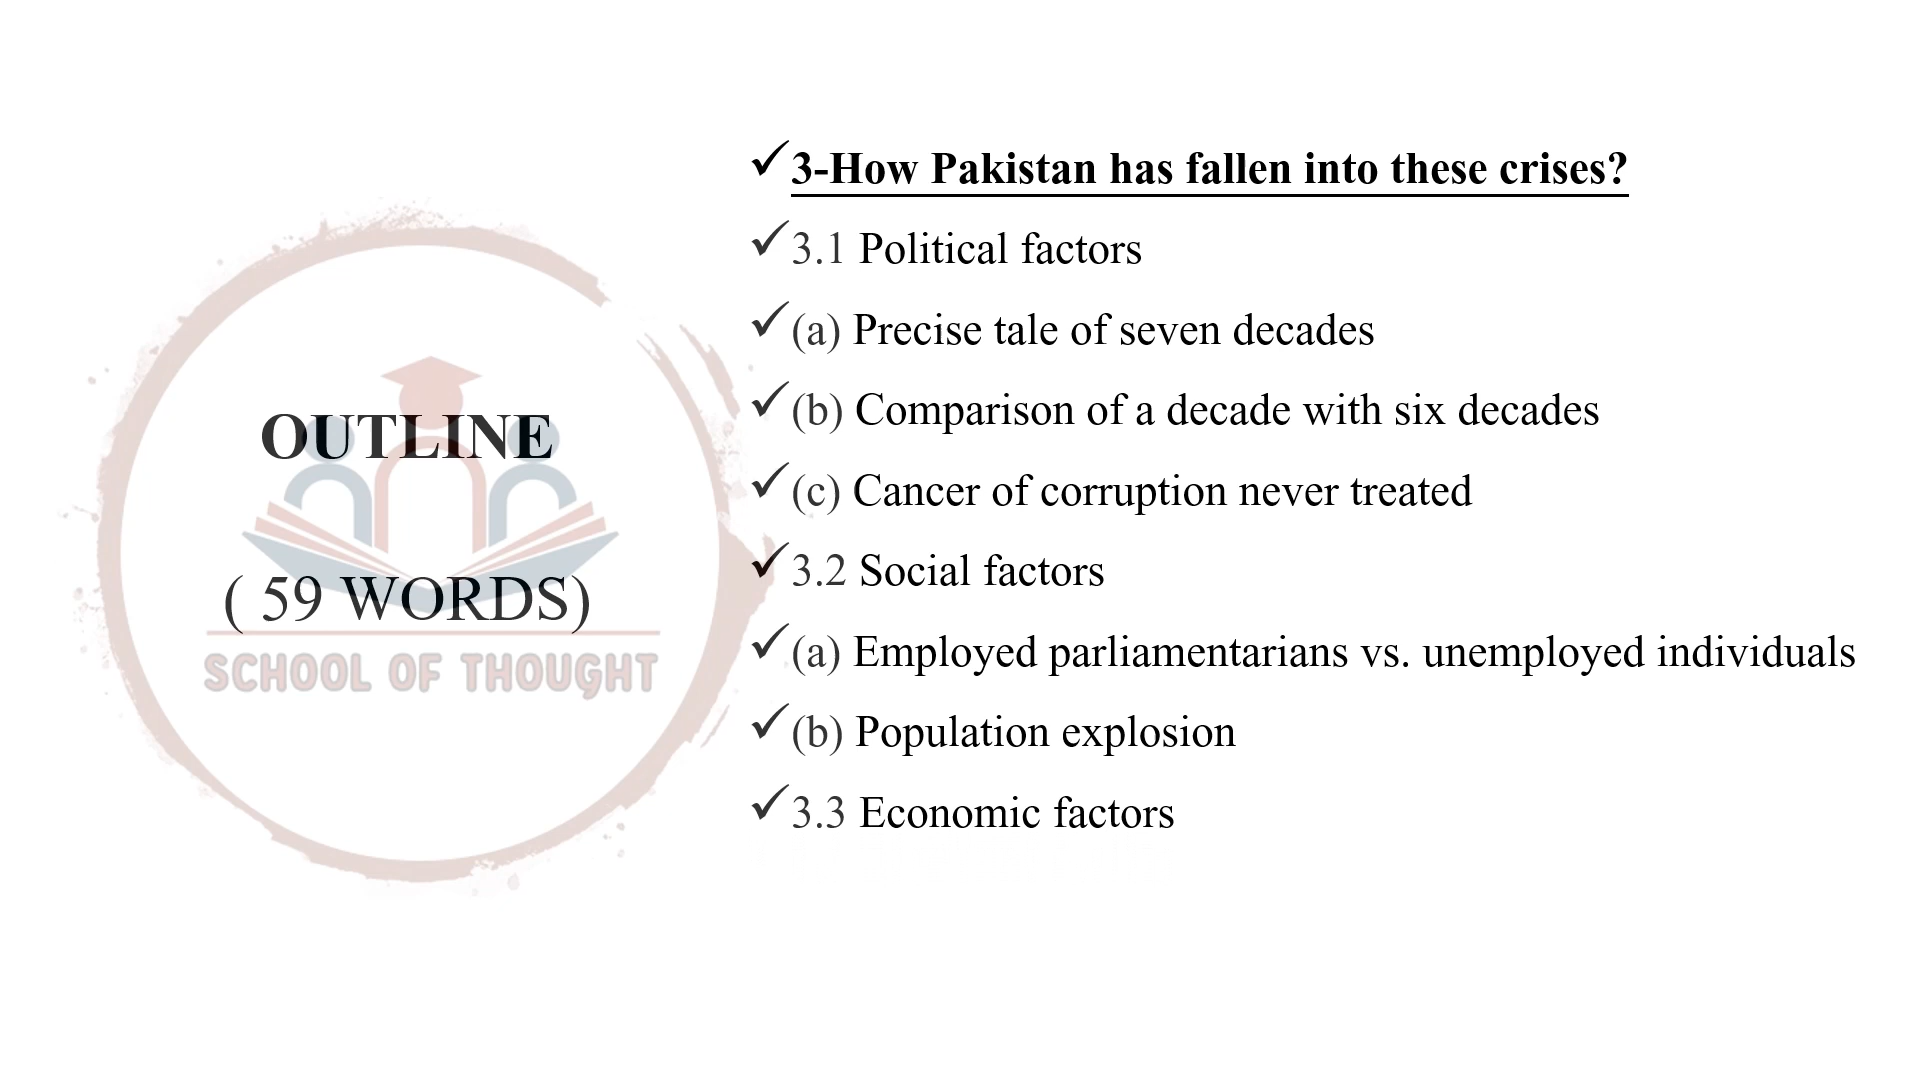 OUTLINE
( 59 WORDS)
SCHOOL OF THOUGHT
3-How Pakistan has fallen into these crises?
3.1 Political factors
(a) Precise tale of seven decades
(b) Comparison of a decade with six decades
(c) Cancer of corruption never treated
3.2 Social factors
(a) Employed parliamentarians vs. unemployed individuals
(b) Population explosion
3.3 Economic factors